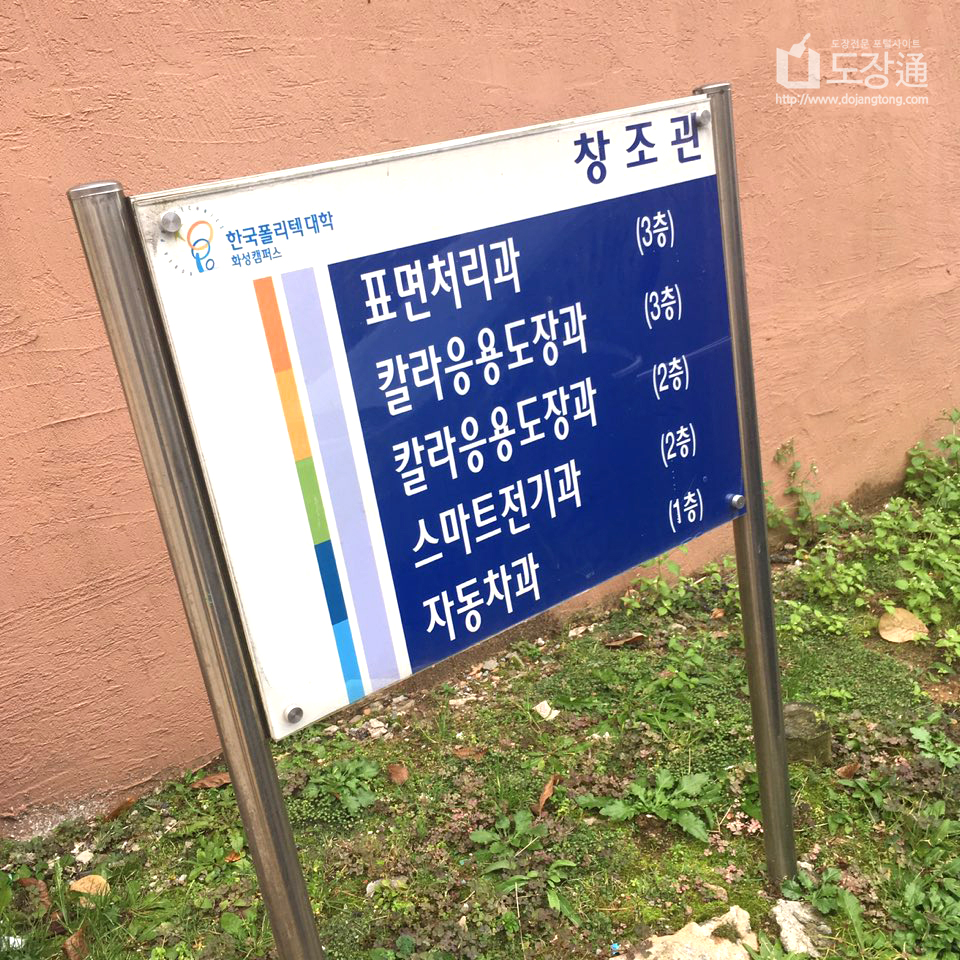 도장전문 포털사이트
도장通
http://www.dojangtong.com
창조관
한국폴리텍대학
화성캠퍼스
표면처리과 (3층)
칼라응용도장과 (3층)
칼라응용도장과 (2층)
스마트전기과 (2층)
자동차과 (1층)